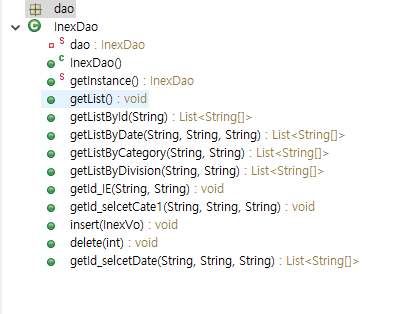 dao
C InexDao
S dao : InexDao
C InexDao()
S getInstance() : InexDao
getList() : void
getListById(String) : List<String[]>
getListByDate(String, String, String) : List<String[]>
getListByCategory(String, String) : List<String[]>
getListByDivision(String, String) : List<String[]>
getId_IE(String, String) : void
getId_selcetCate1(String, String, String) : void
insert(InexVo) : void
delete(int) : void
getId_selcetDate(String, String, String) : List<String[]>